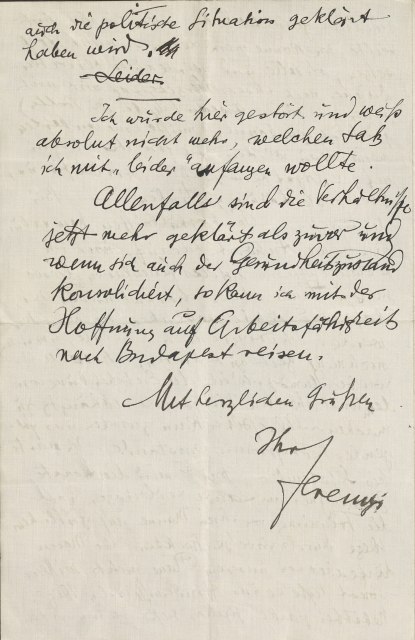 auch die politische Situation geklärt
haben wird.
Leider
Ich wurde hier gestört und weiß
absolut nicht mehr, welchen Satz
ich mit „leider“ anfangen wollte.
Allenfalls sind die Verhältnisse
jetzt mehr geklärt als zuvor und
wenn sich auch der Gesundheitszustand
konsolidiert, so kann ich mit der
Hoffnung auf Arbeitsfähigkeit
nach Budapest reisen.
Mit herzlichen Grüßen
Ihr
Ferenczi